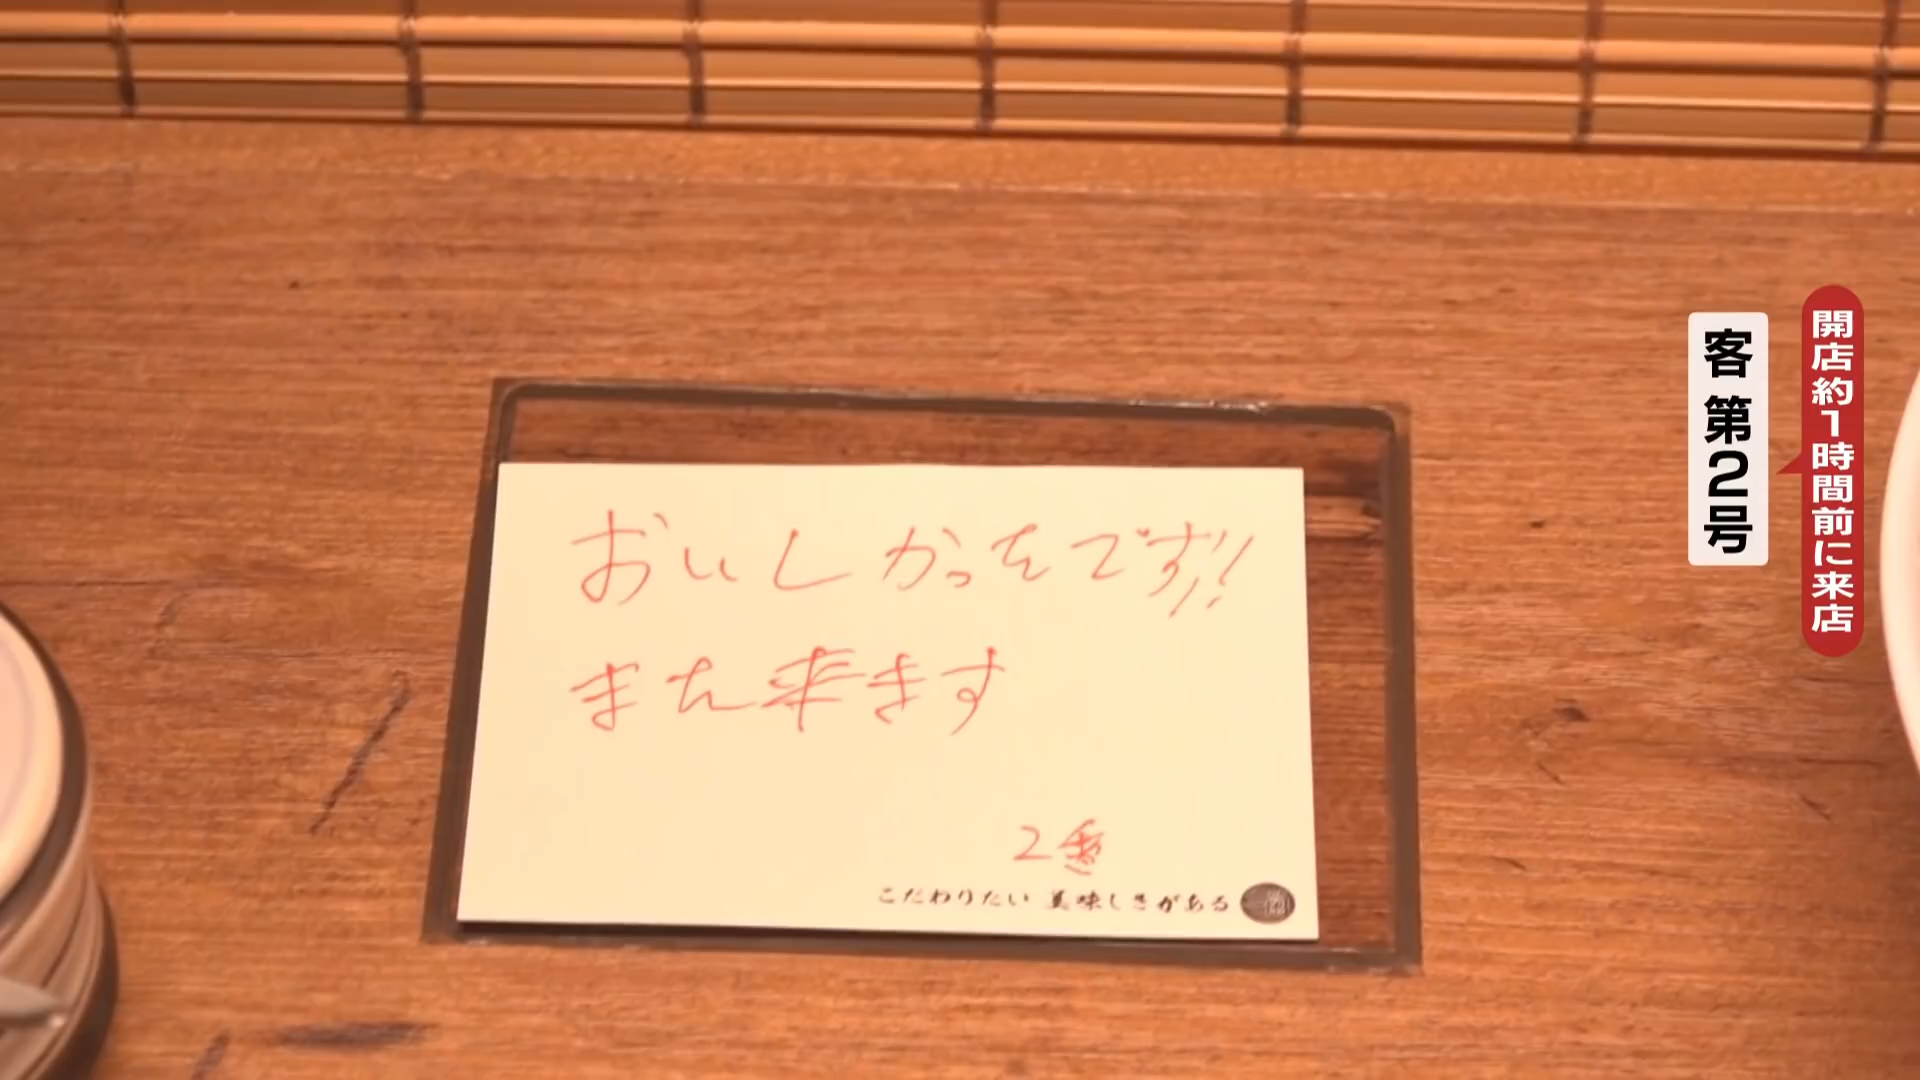 開店約1時間前に来店
客 第2号
おいしかったです!!
また来きます
2番
こだわりたい 美味しさがある